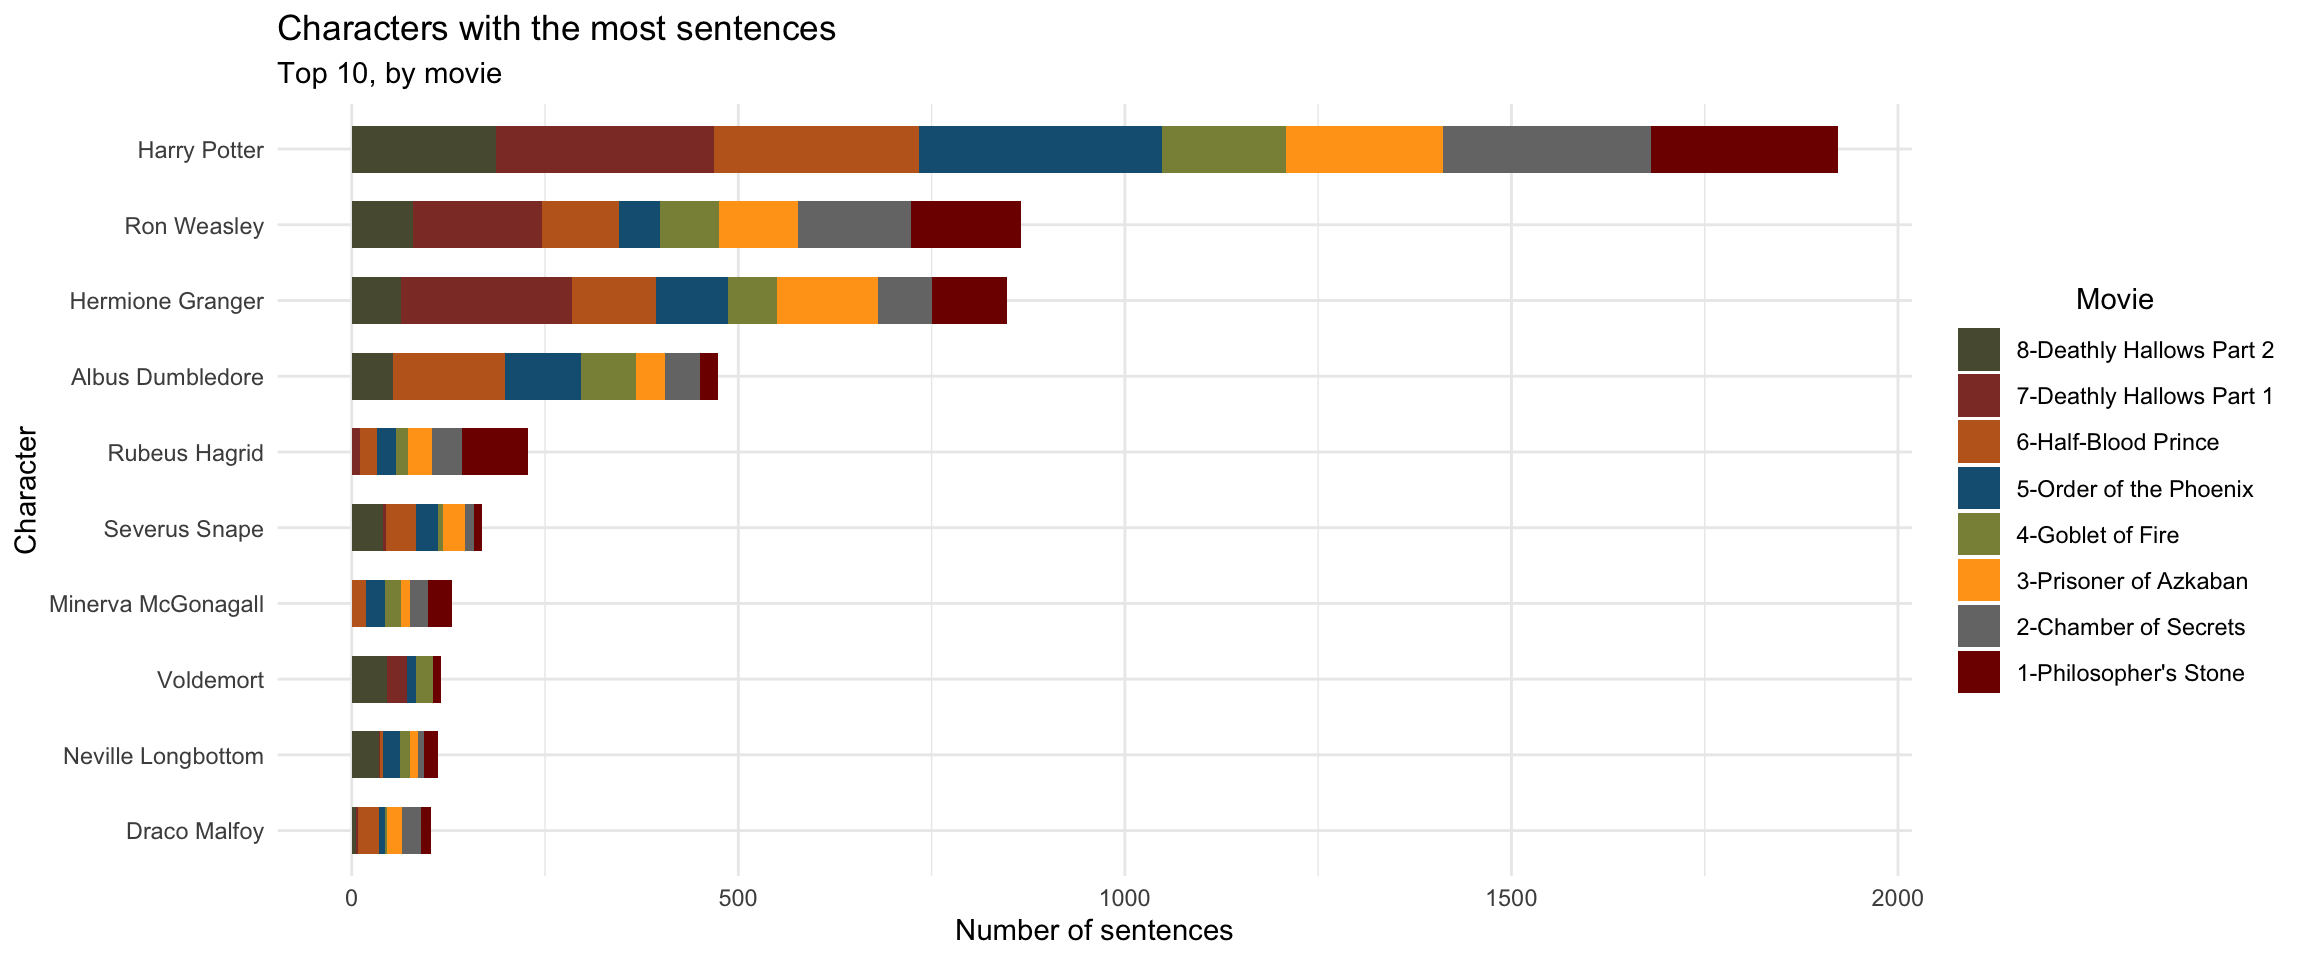 Characters with the most sentences
Top 10, by movie
Character
Harry Potter
Ron Weasley
Hermione Granger
Albus Dumbledore
Rubeus Hagrid
Severus Snape
Minerva McGonagall
Voldemort
Neville Longbottom
Draco Malfoy
0 500 1000 1500 2000
Number of sentences
Movie
8-Deathly Hallows Part 2
7-Deathly Hallows Part 1
6-Half-Blood Prince
5-Order of the Phoenix
4-Goblet of Fire
3-Prisoner of Azkaban
2-Chamber of Secrets
1-Philosopher's Stone